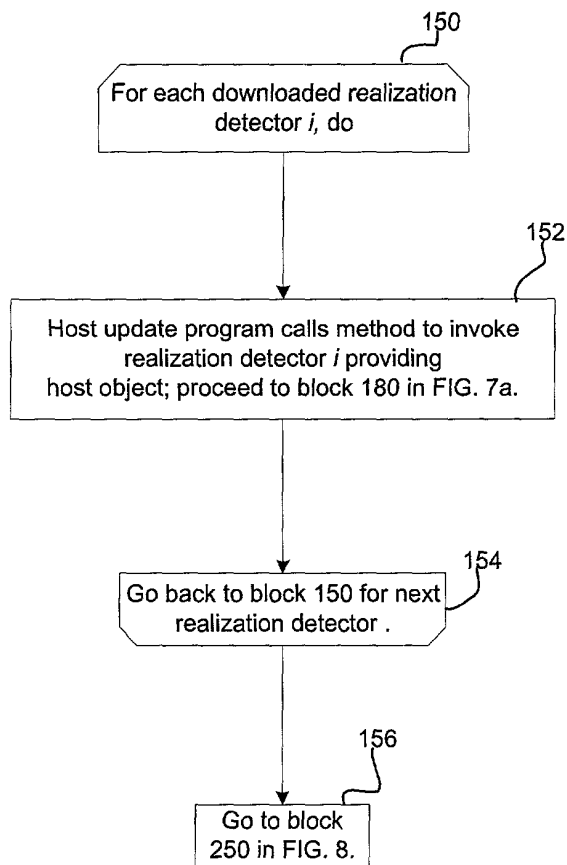 150
For each downloaded realization
detector i, do
152
Host update program calls method to invoke
realization detector i providing
host object; proceed to block 180 in FIG. 7a.
154
Go back to block 150 for next
realization detector .
156
Go to block
250 in FIG. 8.